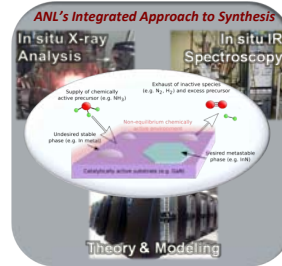 ANL's Integrated Approach to Synthesis
In situ X-ray
Analysis
In situ IR
Spectroscopy
Supply of chemically
active precursor (e.g. NH3)
Exhaust of inactive species
(e.g. N2, H2) and excess precursor
Non-equilibrium chemically
active environment
Undesired stable
phase (e.g. In metal)
Desired metastable
phase (e.g. InN)
Catalytically active substrate (e.g. GaN)
Theory & Modeling